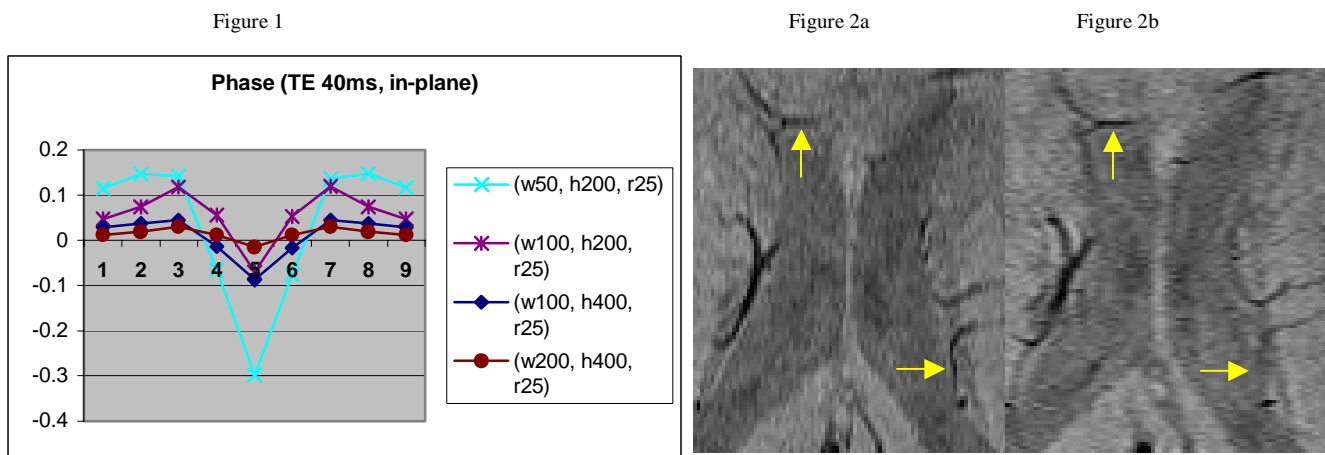 Figure 1
Figure 2a
Figure 2b
Phase (TE 40ms, in-plane)
0.2
0.1
0
-0.1
-0.2
-0.3
-0.4
1 2 3 4 5 6 7 8 9
(w50, h200, r25)
(w100, h200,
r25)
(w100, h400,
r25)
(w200, h400,
r25)